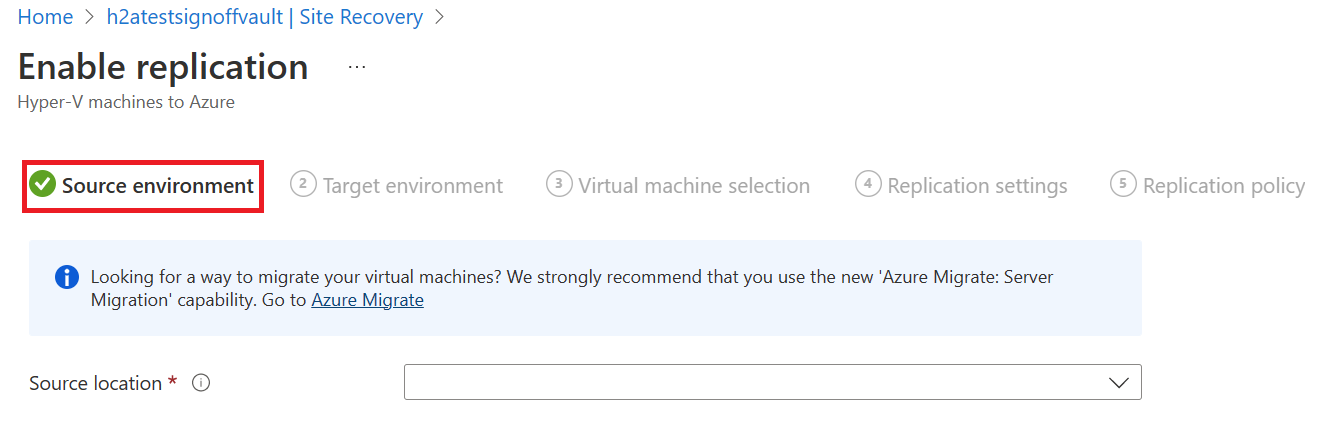 Home > h2atestsignoffvault | Site Recovery >
Enable replication ...
Hyper-V machines to Azure
Source environment 2 Target environment 3 Virtual machine selection 4 Replication settings 5 Replication policy
Looking for a way to migrate your virtual machines? We strongly recommend that you use the new 'Azure Migrate: Server
Migration' capability. Go to Azure Migrate
Source location *